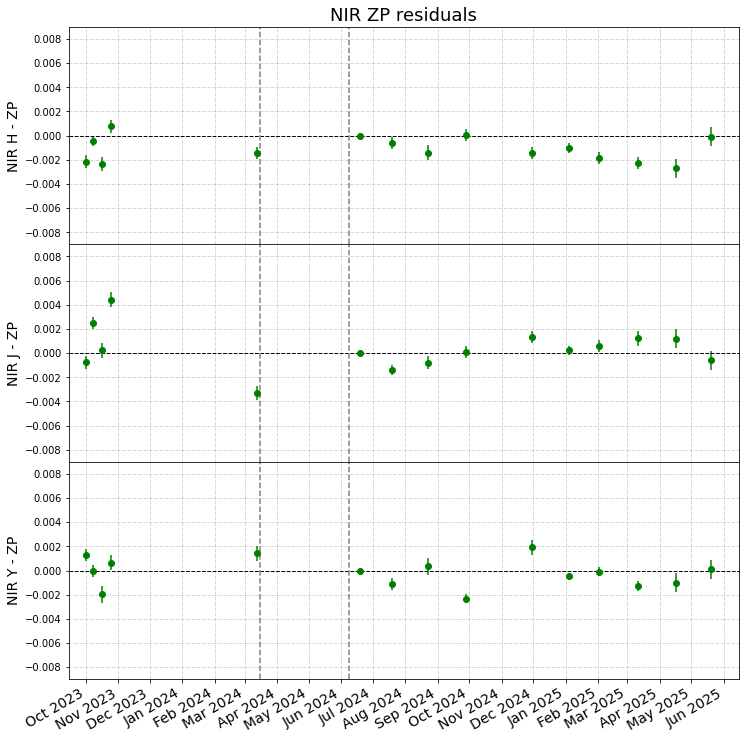 NIR ZP residuals
NIR H - ZP
0.008
0.006
0.004
0.002
0.000
−0.002
−0.004
−0.006
−0.008
NIR J - ZP
0.008
0.006
0.004
0.002
0.000
−0.002
−0.004
−0.006
−0.008
NIR Y - ZP
0.008
0.006
0.004
0.002
0.000
−0.002
−0.004
−0.006
−0.008
Oct 2023
Nov 2023
Dec 2023
Jan 2024
Feb 2024
Mar 2024
Apr 2024
May 2024
Jun 2024
Jul 2024
Aug 2024
Sep 2024
Oct 2024
Nov 2024
Dec 2024
Jan 2025
Feb 2025
Mar 2025
Apr 2025
May 2025
Jun 2025